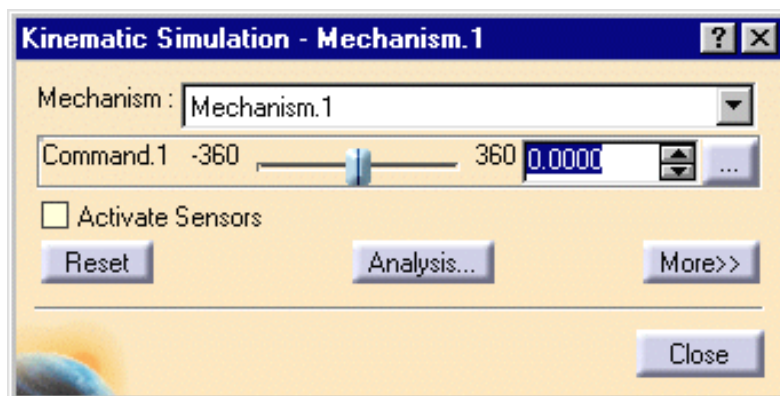 Kinematic Simulation - Mechanism.1 ? X
Mechanism : Mechanism.1
Command.1 -360 360 0.0000 ...
Activate Sensors
Reset Analysis... More>>
Close